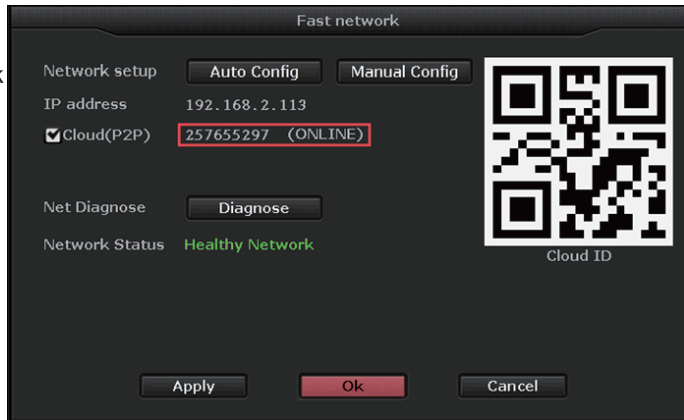 Fast network
Network setup Auto Config Manual Config
IP address 192.168.2.113
Cloud(P2P) 257655297 (ONLINE)
Net Diagnose Diagnose
Network Status Healthy Network
Cloud ID
Apply Ok Cancel